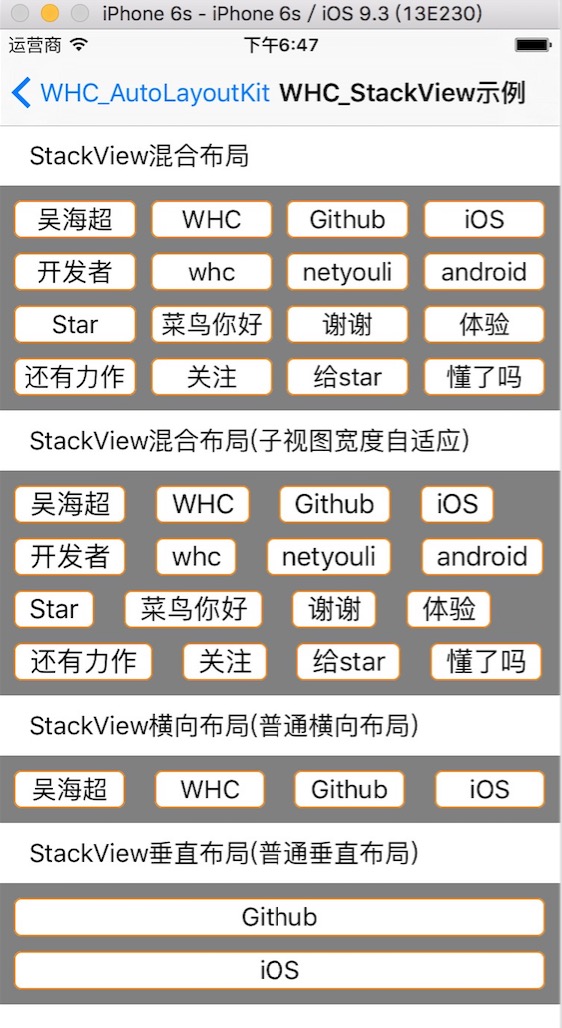 iPhone 6s - iPhone 6s / iOS 9.3 (13E230)
运营商 下午6:47
WHC_AutoLayoutKit WHC_StackView示例
StackView混合布局
吴海超 WHC Github iOS
开发者 whc netyouli android
Star 菜鸟你好 谢谢 体验
还有力作 关注 给star 懂了吗
StackView混合布局(子视图宽度自适应)
吴海超 WHC Github iOS
开发者 whc netyouli android
Star 菜鸟你好 谢谢 体验
还有力作 关注 给star 懂了吗
StackView横向布局(普通横向布局)
吴海超 WHC Github iOS
StackView垂直布局(普通垂直布局)
Github
iOS